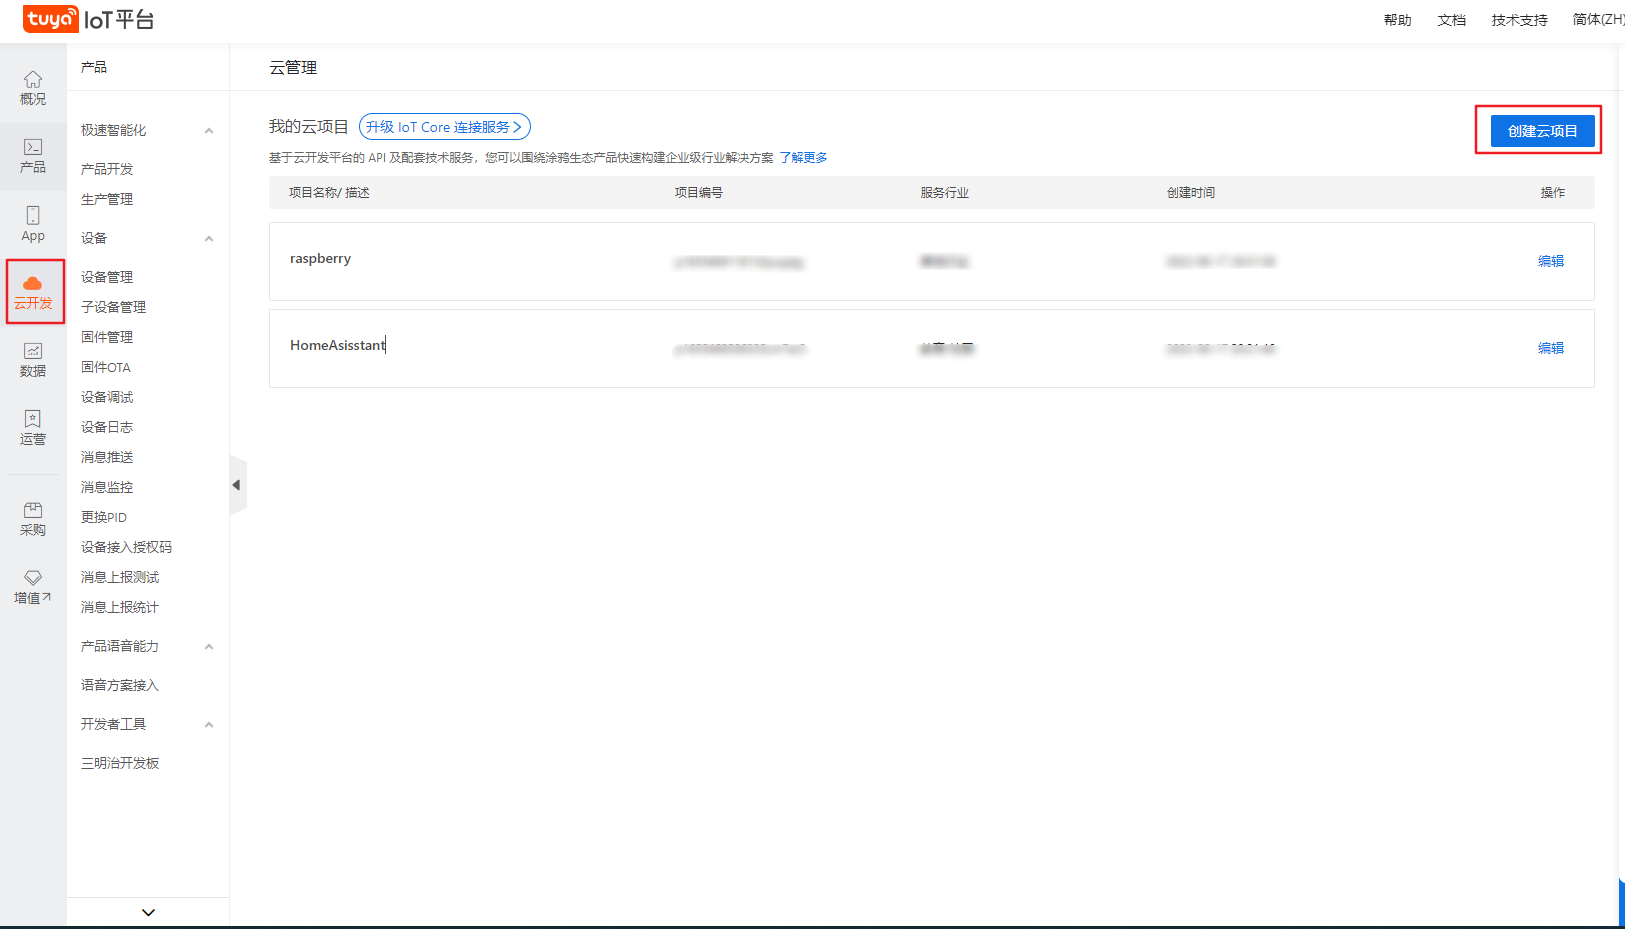 tuya IoT平台
帮助 文档 技术支持 简体(ZH)
概况
产品
App
云开发
数据
运营
采购
增值
产品
极速智能化
产品开发
生产管理
设备
设备管理
子设备管理
固件管理
固件OTA
设备调试
设备日志
消息推送
消息监控
更换PID
设备接入授权码
消息上报测试
消息上报统计
产品语音能力
语音方案接入
开发者工具
三明治开发板
云管理
我的云项目 升级 IoT Core 连接服务
创建云项目
基于云开发平台的 API 及配套技术服务，您可以围绕涂鸦生态产品快速构建企业级行业解决方案 了解更多
项目名称/ 描述 项目编号 服务行业 创建时间 操作
raspberry 编辑
HomeAsisstant 编辑